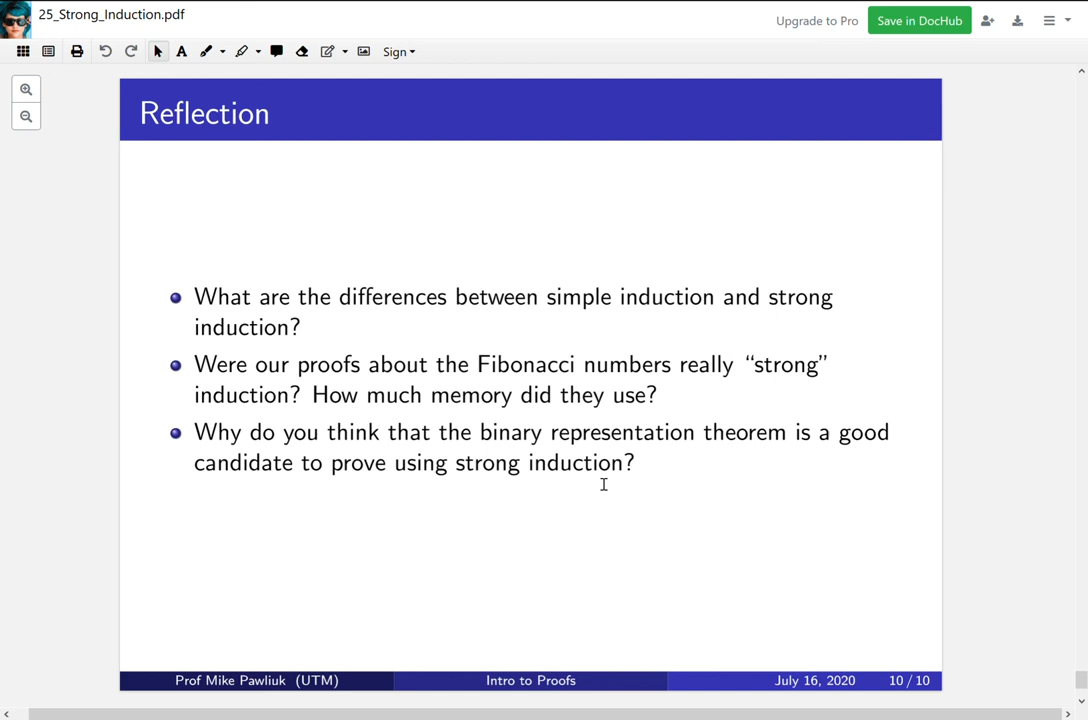 25_Strong_Induction.pdf
Upgrade to Pro
Save in DocHub
A
Sign
Reflection
What are the differences between simple induction and strong
induction?
Were our proofs about the Fibonacci numbers really “strong”
induction? How much memory did they use?
Why do you think that the binary representation theorem is a good
candidate to prove using strong induction?
Prof Mike Pawliuk (UTM)
Intro to Proofs
July 16, 2020
10 / 10